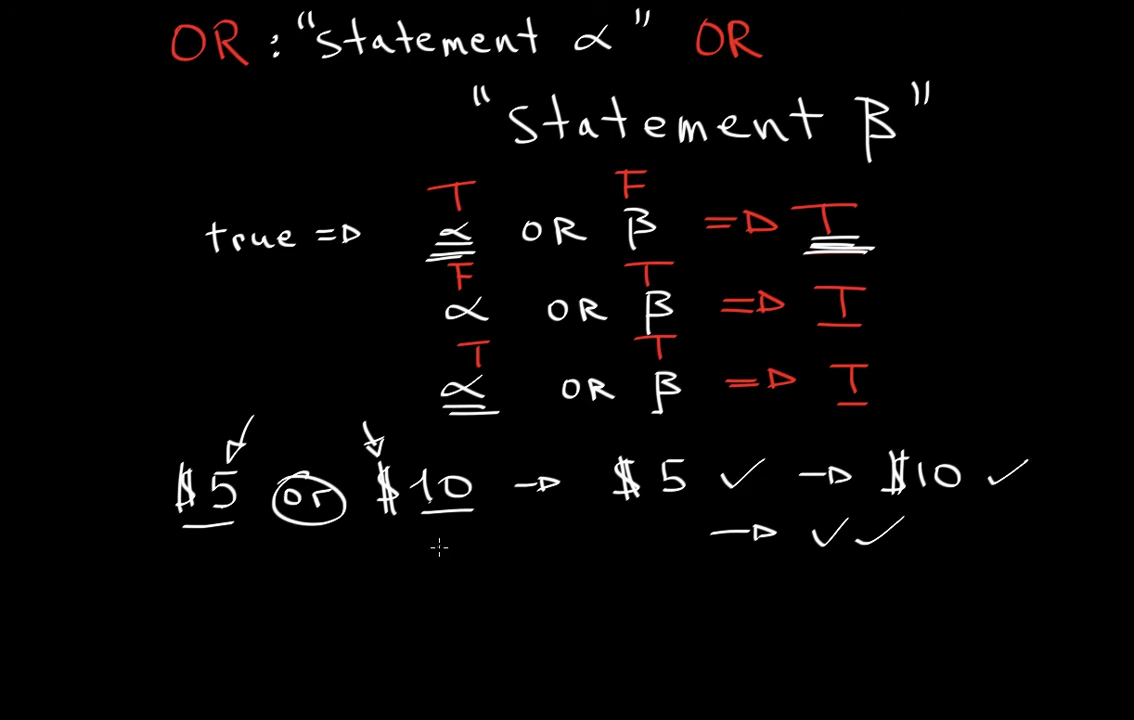 OR : "statement α" OR
"statement β"
T F
true => α OR β => T
F T
α OR β => T
T T
α OR β => T
$5 or $10 → $5 ✓ → $10 ✓
→ ✓ ✓